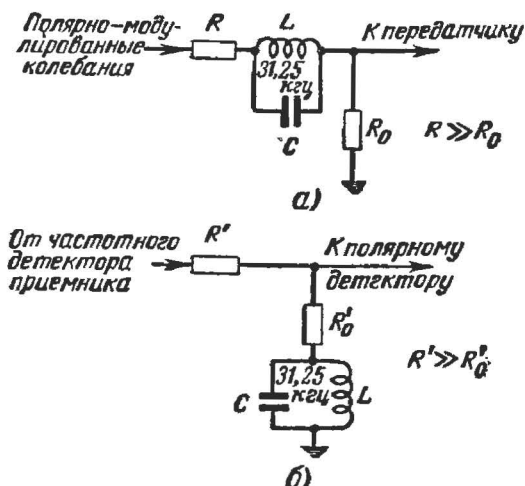 Полярно-моду-
лированные
колебания
R
L
31,25
кгц
C
К передатчику
R₀
R ≫ R₀
а)
От частотного
детектора
приемника
R'
К полярному
детектору
R'₀
31,25
кгц
C
L
R' ≫ R'₀
б)